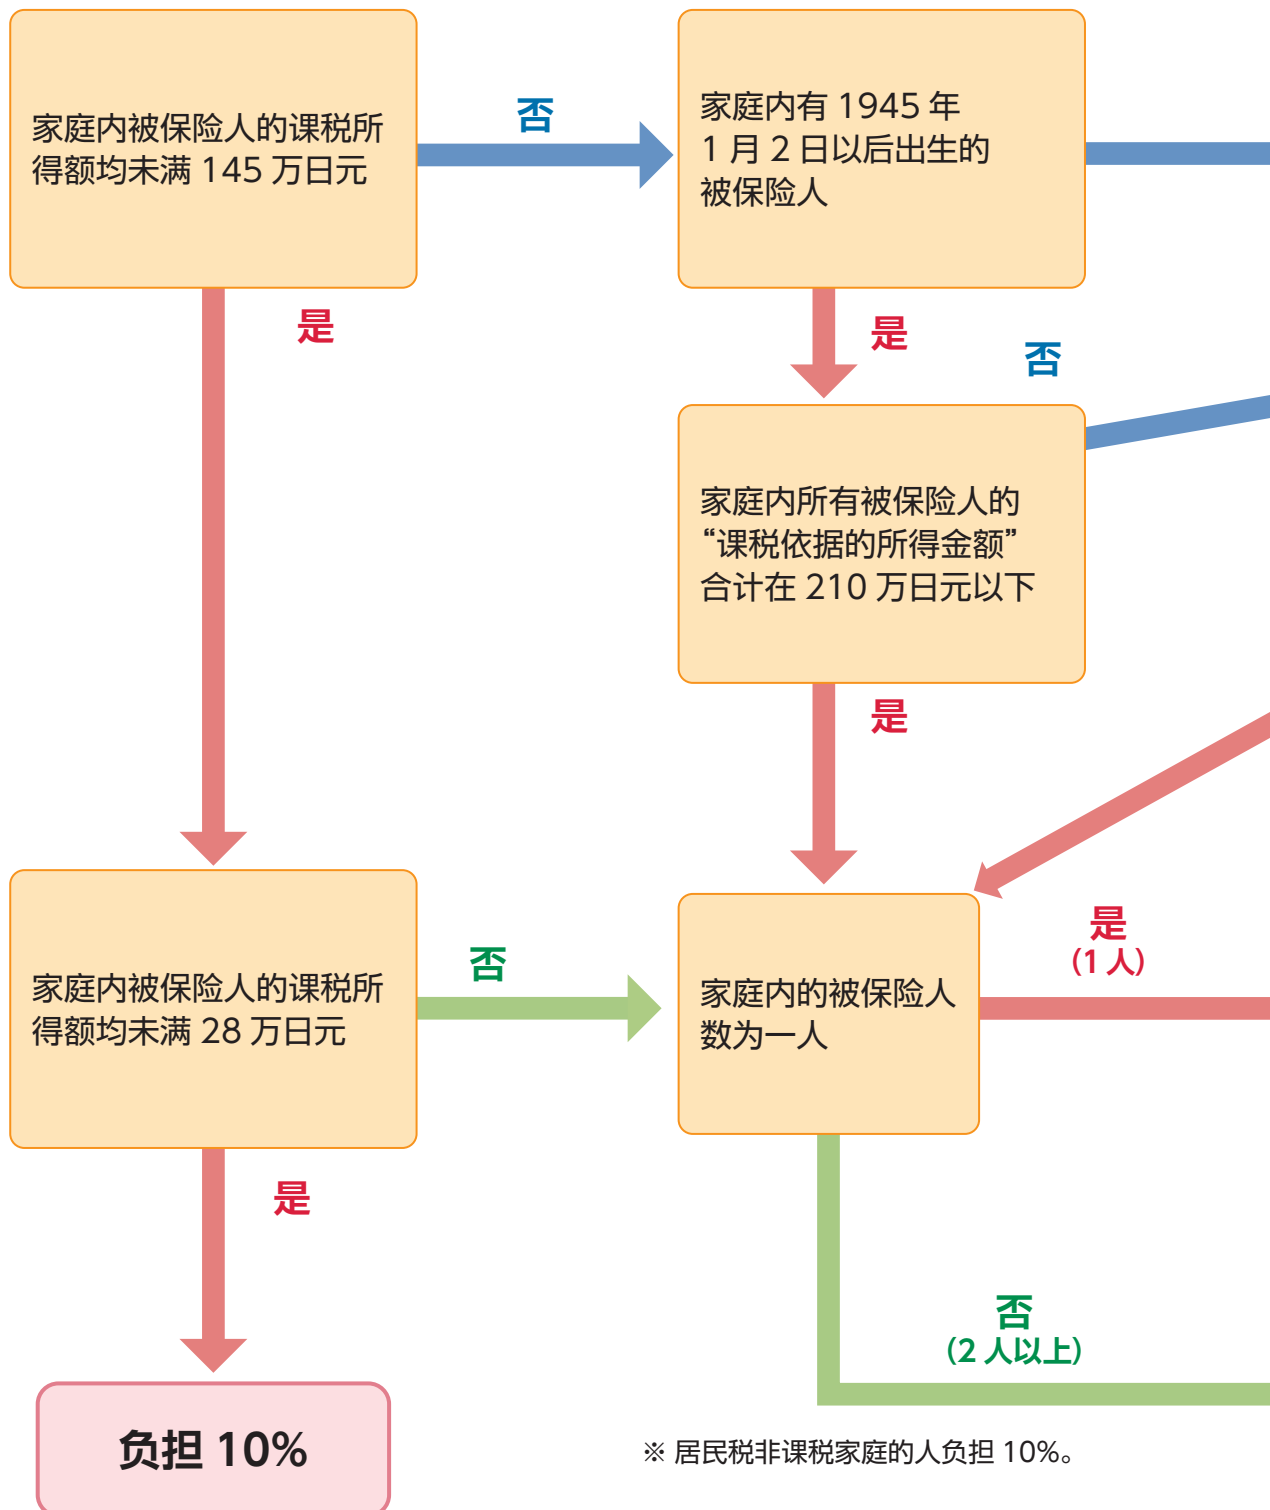 家庭内被保险人的课税所
得额均未满 145 万日元
否
家庭内有 1945 年
1 月 2 日以后出生的
被保险人
是
是
否
家庭内所有被保险人的
“课税依据的所得金额”
合计在 210 万日元以下
是
家庭内被保险人的课税所
得额均未满 28 万日元
否
家庭内的被保险人
数为一人
是
(1 人)
是
否
(2 人以上)
负担 10%
※ 居民税非课税家庭的人负担 10%。